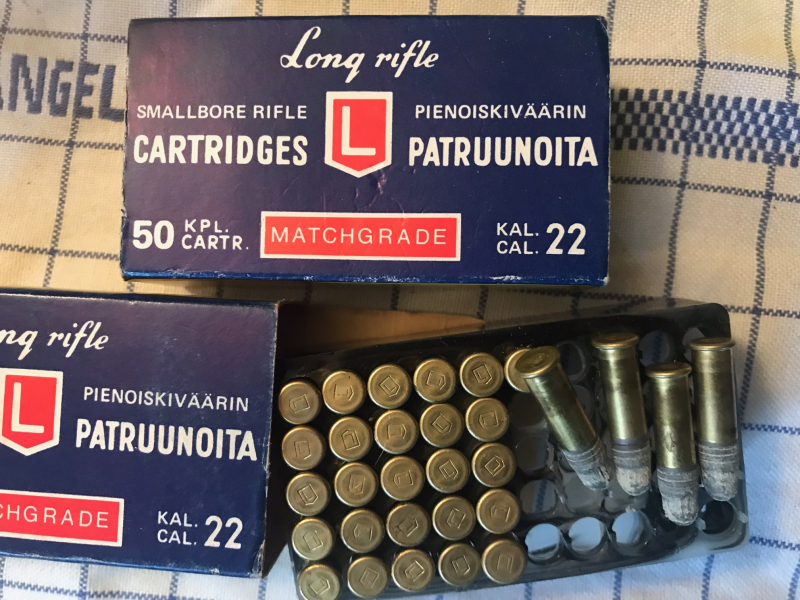 Long rifle
ANGEL
SMALLBORE RIFLE
CARTRIDGES
L
PIENOISKIVÄÄRIN
PATRUUNOITA
50 KPL.
CARTR.
MATCHGRADE
KAL.
CAL. 22
ng rifle
L
PIENOISKIVÄÄRIN
PATRUUNOITA
CHGRADE
KAL.
CAL. 22